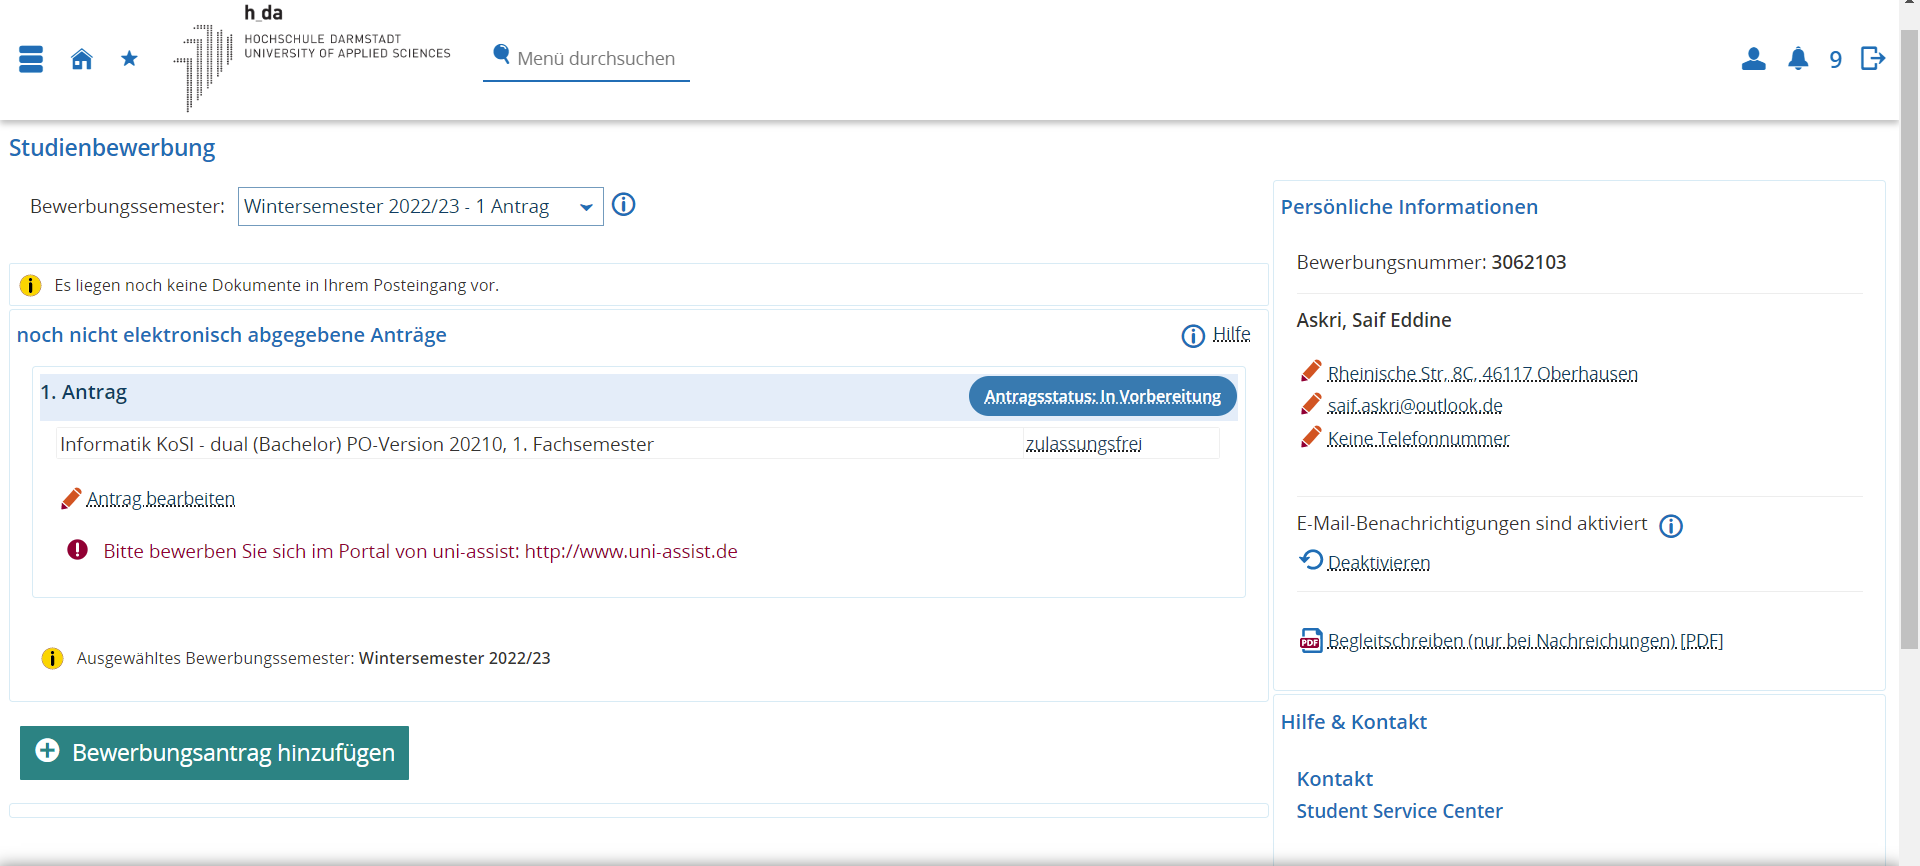 h_da
HOCHSCHULE DARMSTADT
UNIVERSITY OF APPLIED SCIENCES
Menü durchsuchen
9
Studienbewerbung
Bewerbungssemester: Wintersemester 2022/23 - 1 Antrag
Es liegen noch keine Dokumente in Ihrem Posteingang vor.
noch nicht elektronisch abgegebene Anträge
Hilfe
1. Antrag
Antragsstatus: In Vorbereitung
Informatik KoSI - dual (Bachelor) PO-Version 20210, 1. Fachsemester
zulassungsfrei
Antrag bearbeiten
Bitte bewerben Sie sich im Portal von uni-assist: http://www.uni-assist.de
Ausgewähltes Bewerbungssemester: Wintersemester 2022/23
Bewerbungsantrag hinzufügen
Persönliche Informationen
Bewerbungsnummer: 3062103
Askri, Saif Eddine
Rheinische Str, 8C, 46117 Oberhausen
saif.askri@outlook.de
Keine Telefonnummer
E-Mail-Benachrichtigungen sind aktiviert
Deaktivieren
PDF
Begleitschreiben (nur bei Nachreichungen) [PDF]
Hilfe & Kontakt
Kontakt
Student Service Center